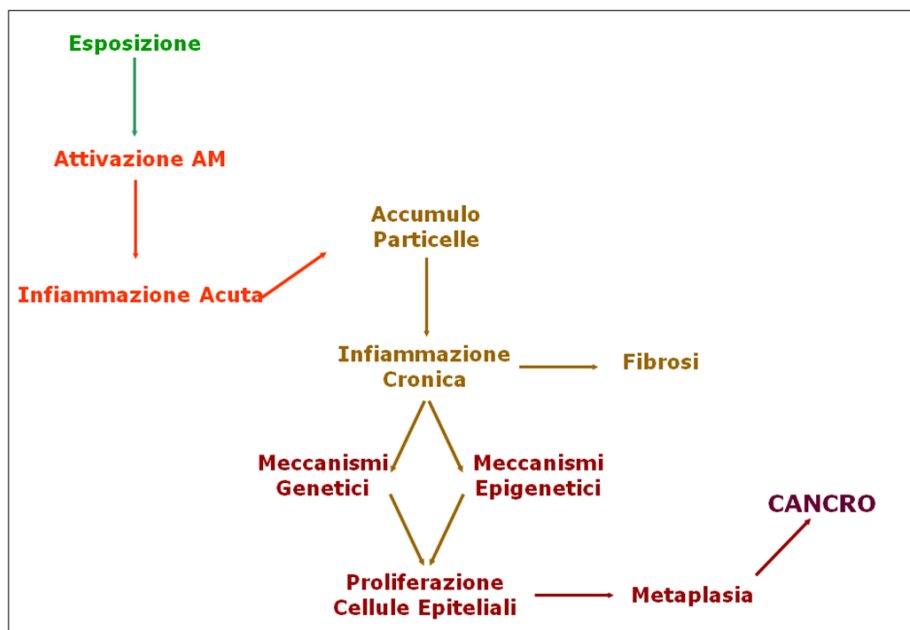 Esposizione
Attivazione AM
Infiammazione Acuta
Accumulo
Particelle
Infiammazione
Cronica
Fibrosi
Meccanismi
Genetici
Meccanismi
Epigenetici
Proliferazione
Cellule Epiteliali
Metaplasia
CANCRO